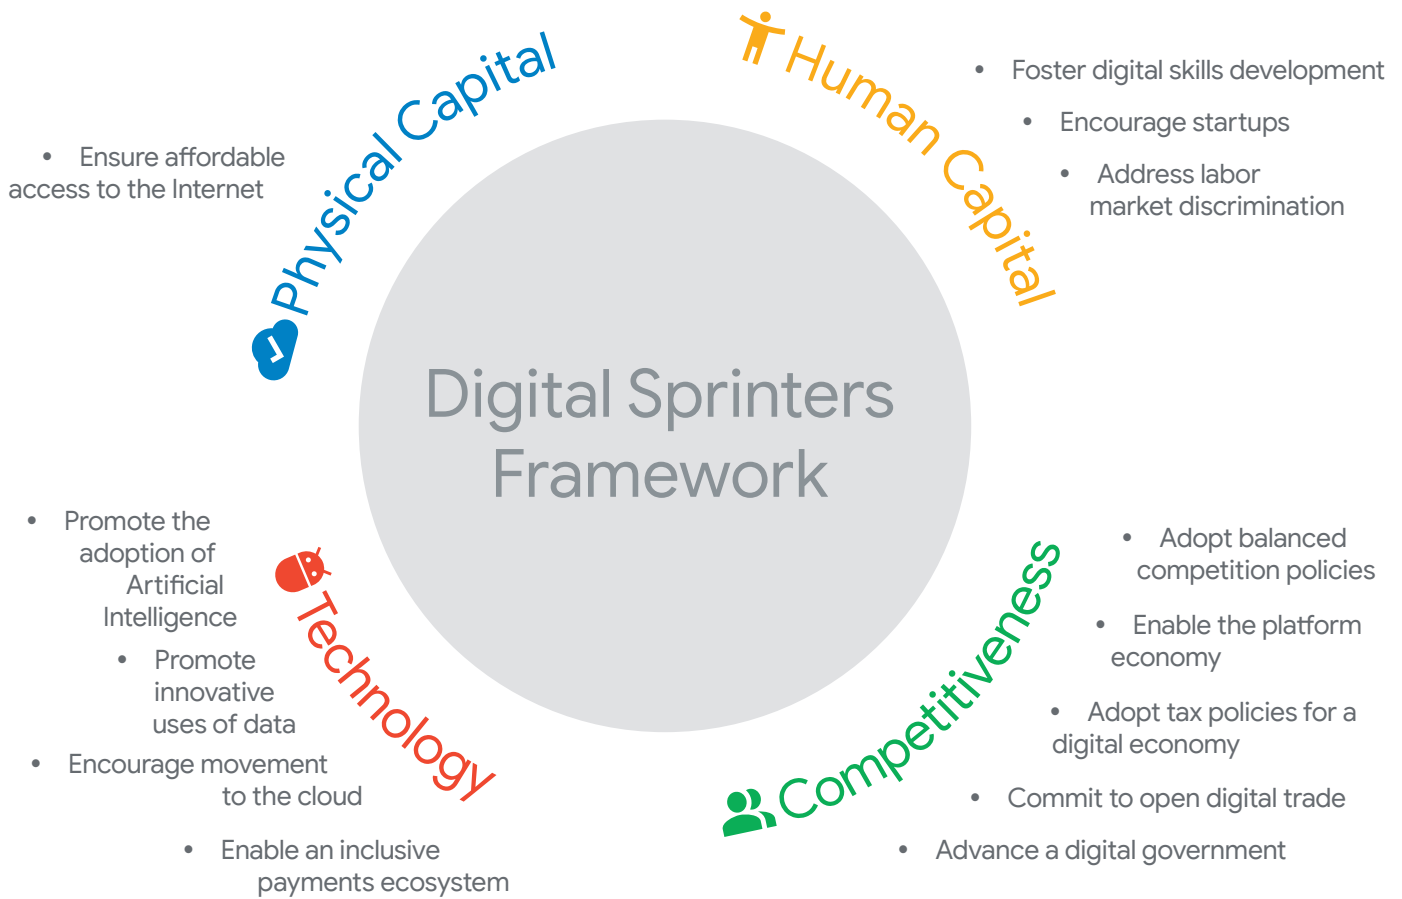 Physical Capital
• Ensure affordable
access to the Internet
Human Capital
• Foster digital skills development
• Encourage startups
• Address labor
market discrimination
Digital Sprinters
Framework
Technology
• Promote the
adoption of
Artificial
Intelligence
• Promote
innovative
uses of data
• Encourage movement
to the cloud
• Enable an inclusive
payments ecosystem
Competitiveness
• Adopt balanced
competition policies
• Enable the platform
economy
• Adopt tax policies for a
digital economy
• Commit to open digital trade
• Advance a digital government